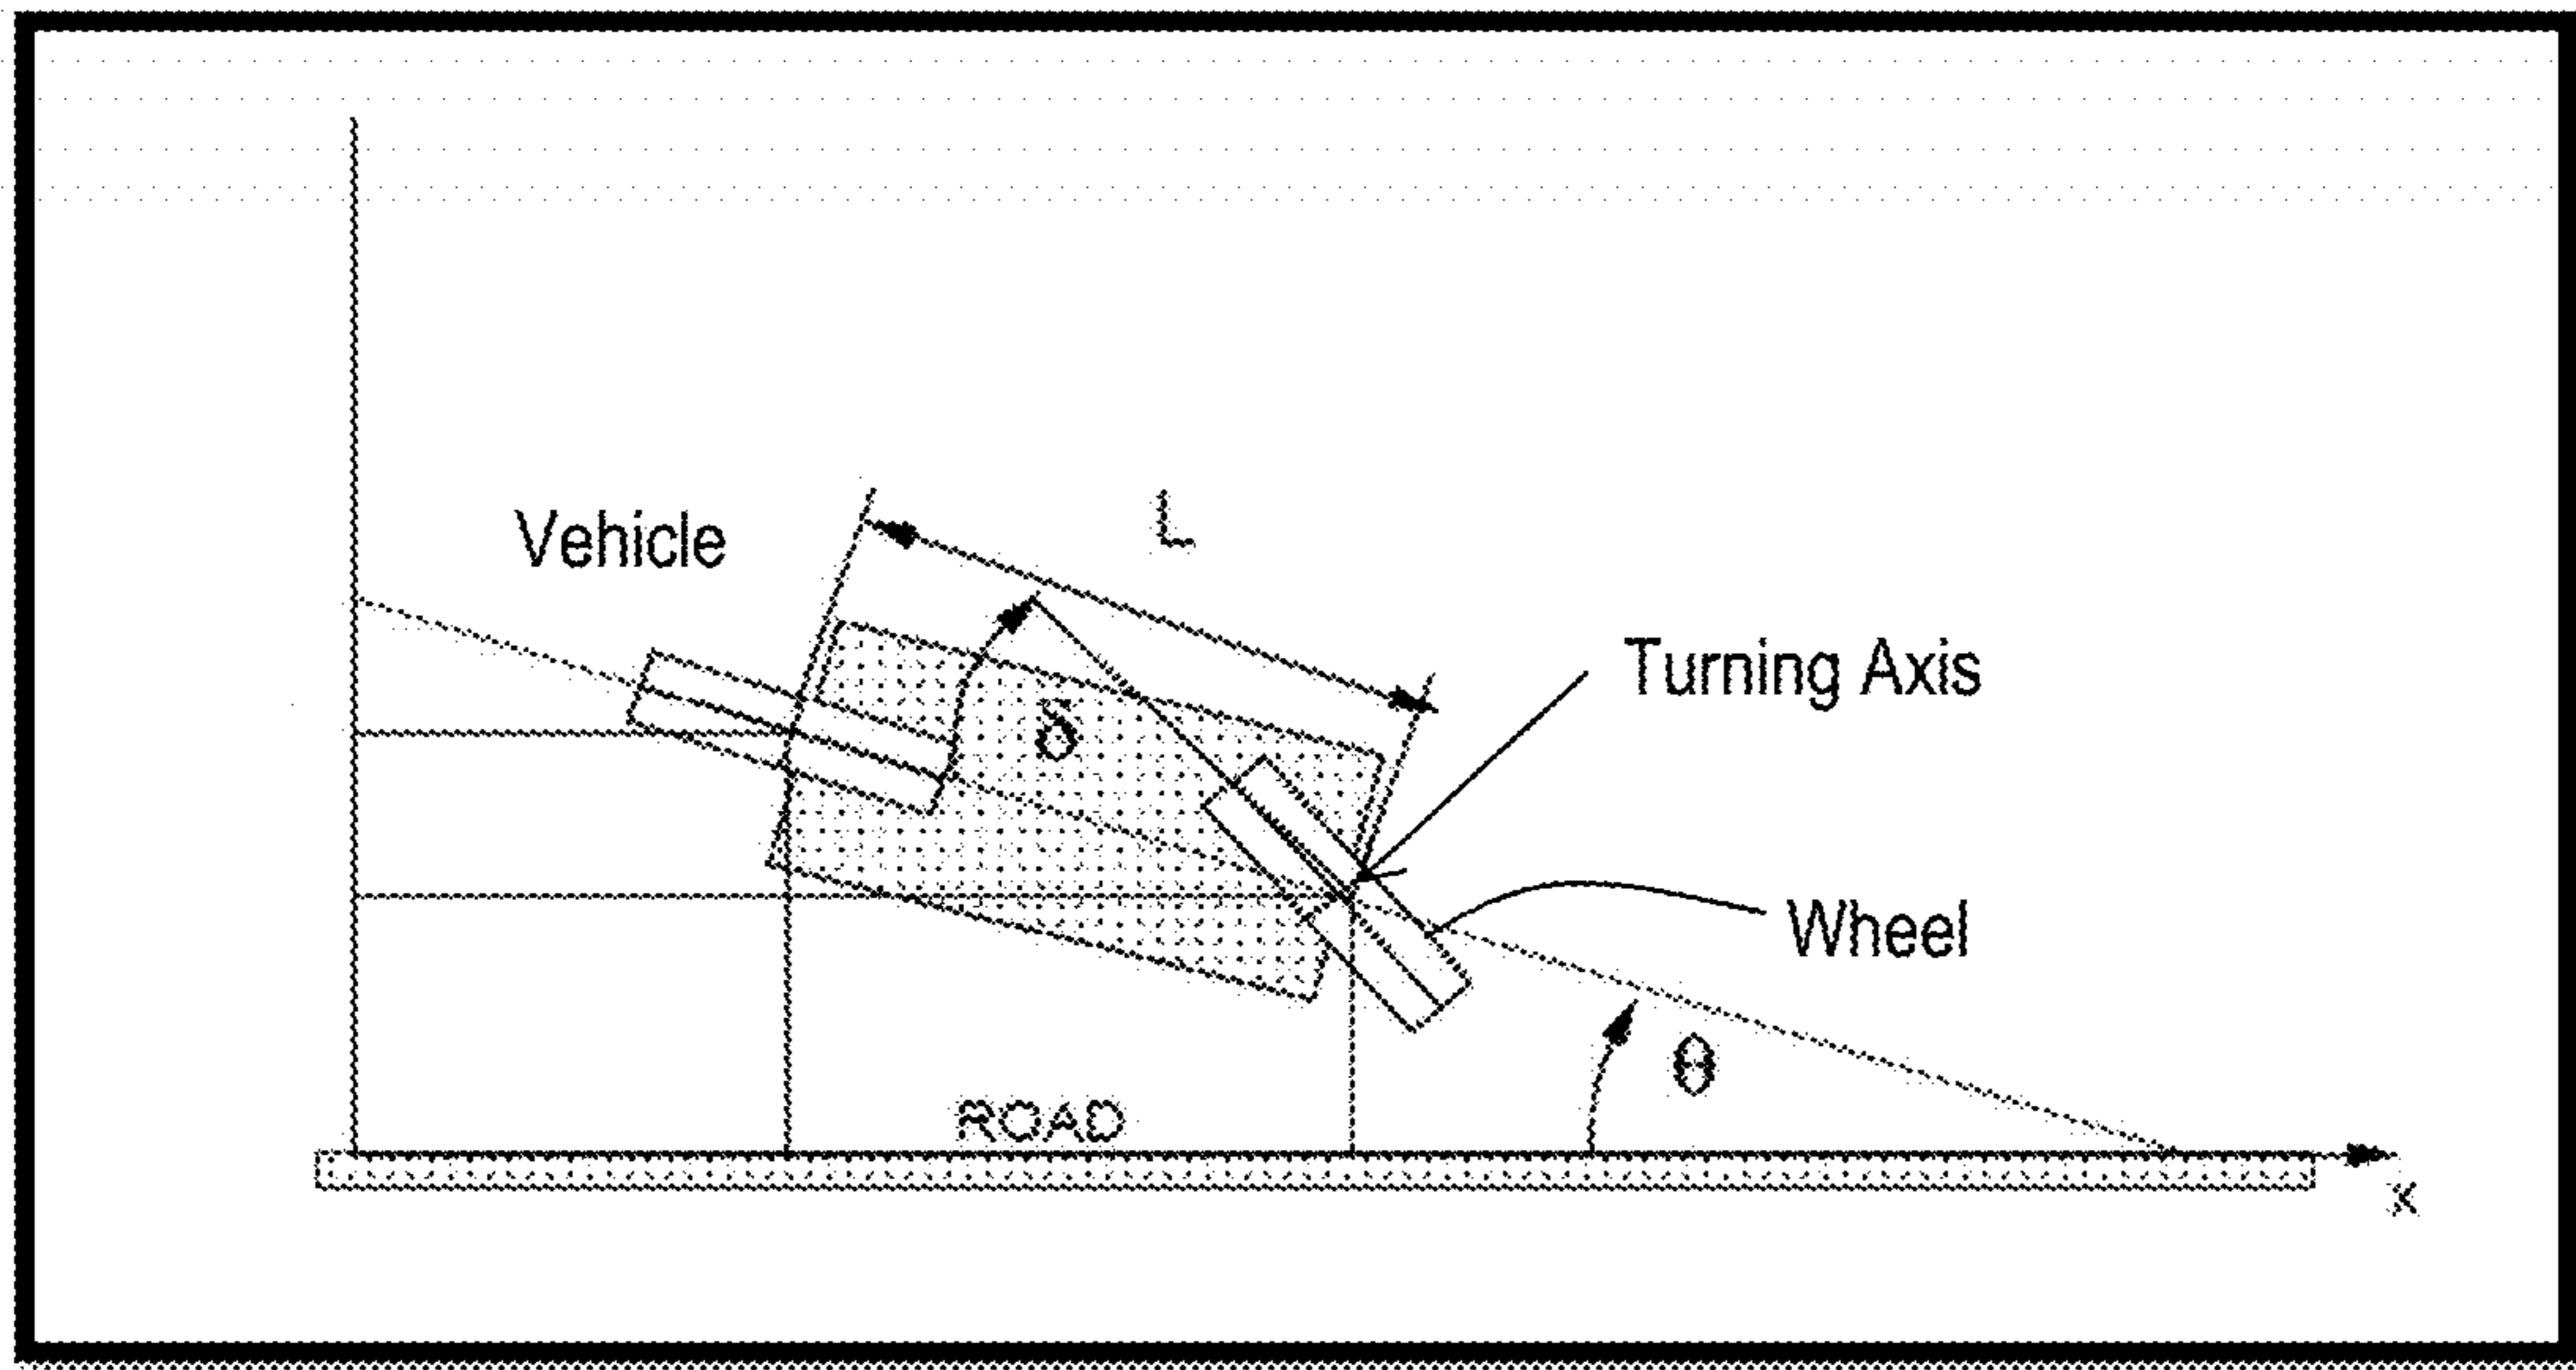 L
Vehicle
δ
Turning Axis
Wheel
θ
ROAD
x